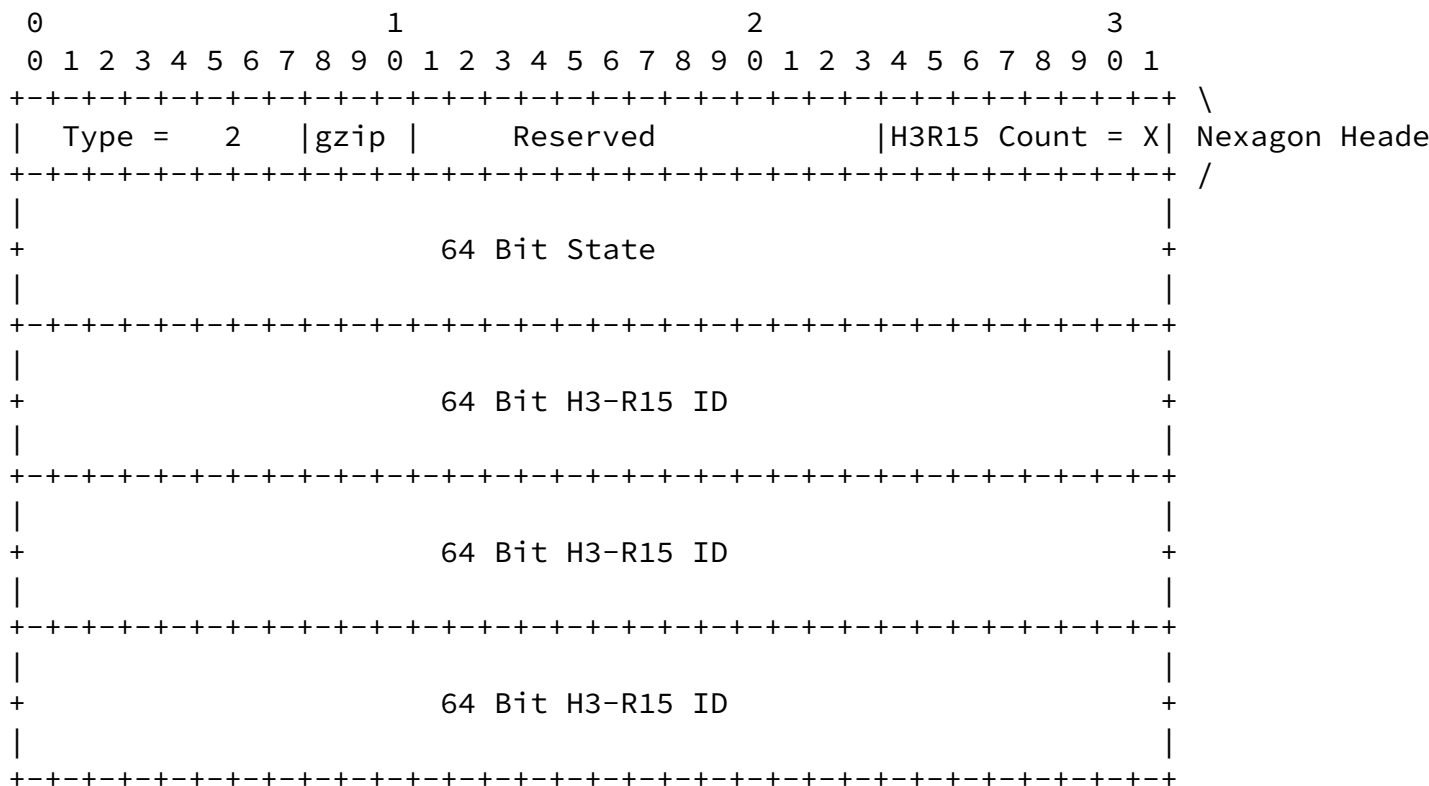 0                   1                   2                   3
 0 1 2 3 4 5 6 7 8 9 0 1 2 3 4 5 6 7 8 9 0 1 2 3 4 5 6 7 8 9 0 1
+-+-+-+-+-+-+-+-+-+-+-+-+-+-+-+-+-+-+-+-+-+-+-+-+-+-+-+-+-+-+-+-+ \
|  Type =   2   |gzip |     Reserved            |H3R15 Count = X| Nexagon Heade
+-+-+-+-+-+-+-+-+-+-+-+-+-+-+-+-+-+-+-+-+-+-+-+-+-+-+-+-+-+-+-+-+ /
|                                                               |
+                       64 Bit State                            +
|                                                               |
+-+-+-+-+-+-+-+-+-+-+-+-+-+-+-+-+-+-+-+-+-+-+-+-+-+-+-+-+-+-+-+-+
|                                                               |
+                       64 Bit H3-R15 ID                        +
|                                                               |
+-+-+-+-+-+-+-+-+-+-+-+-+-+-+-+-+-+-+-+-+-+-+-+-+-+-+-+-+-+-+-+-+
|                                                               |
+                       64 Bit H3-R15 ID                        +
|                                                               |
+-+-+-+-+-+-+-+-+-+-+-+-+-+-+-+-+-+-+-+-+-+-+-+-+-+-+-+-+-+-+-+-+
|                                                               |
+                       64 Bit H3-R15 ID                        +
|                                                               |
+-+-+-+-+-+-+-+-+-+-+-+-+-+-+-+-+-+-+-+-+-+-+-+-+-+-+-+-+-+-+-+-+